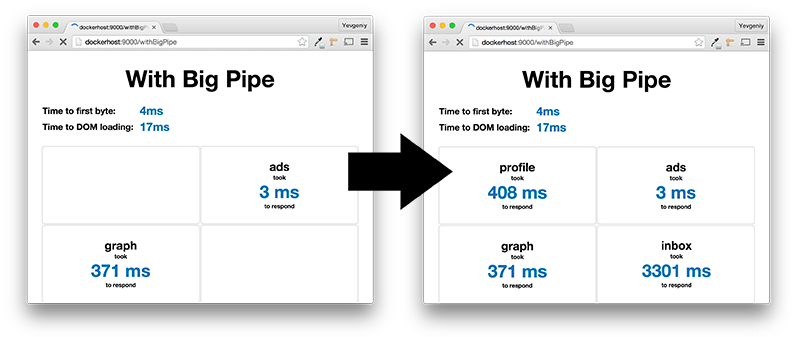 dockerhost:9000/withBigPi
Yevgeniy
dockerhost:9000/withBigPipe
With Big Pipe
Time to first byte: 4ms
Time to DOM loading: 17ms
ads
took
3 ms
to respond
graph
took
371 ms
to respond
dockerhost:9000/withBigPi
Yevgeniy
dockerhost:9000/withBigPipe
With Big Pipe
Time to first byte: 4ms
Time to DOM loading: 17ms
profile
took
408 ms
to respond
ads
took
3 ms
to respond
graph
took
371 ms
to respond
inbox
took
3301 ms
to respond